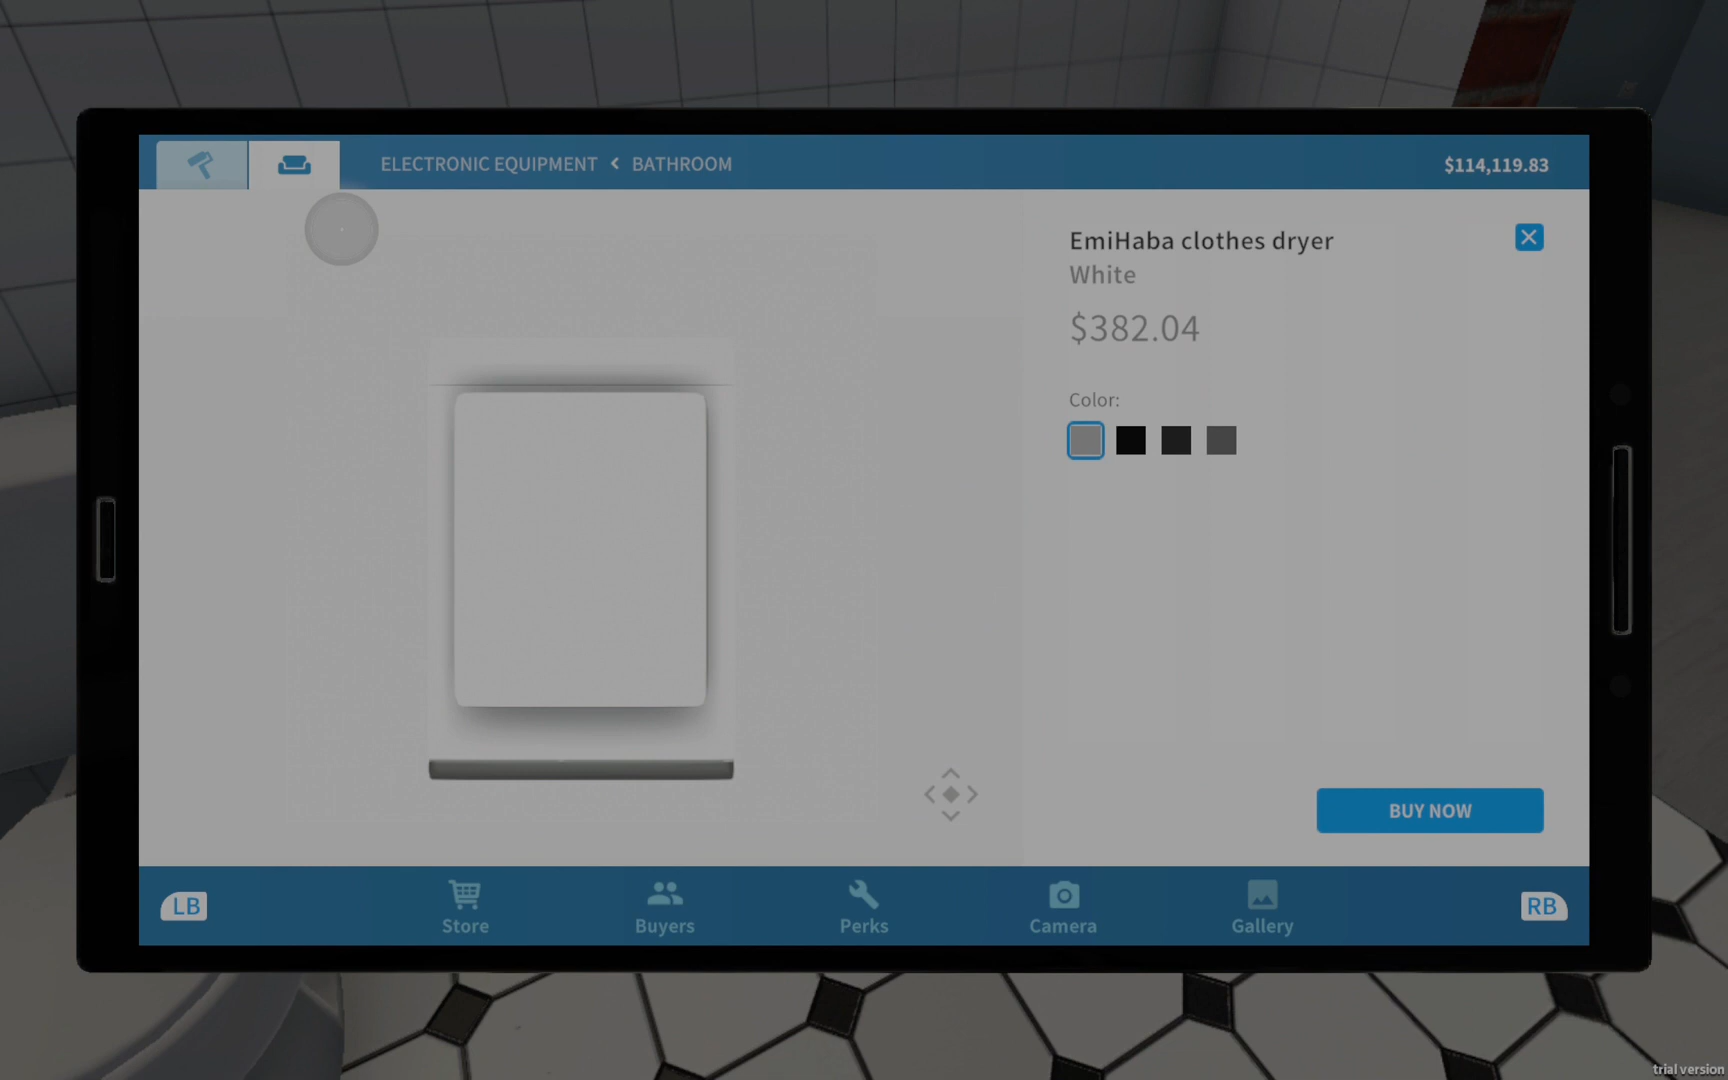 ELECTRONIC EQUIPMENT < BATHROOM
$114,119.83
EmiHaba clothes dryer
White
$382.04
Color:
BUY NOW
LB
Store
Buyers
Perks
Camera
Gallery
RB
trial version